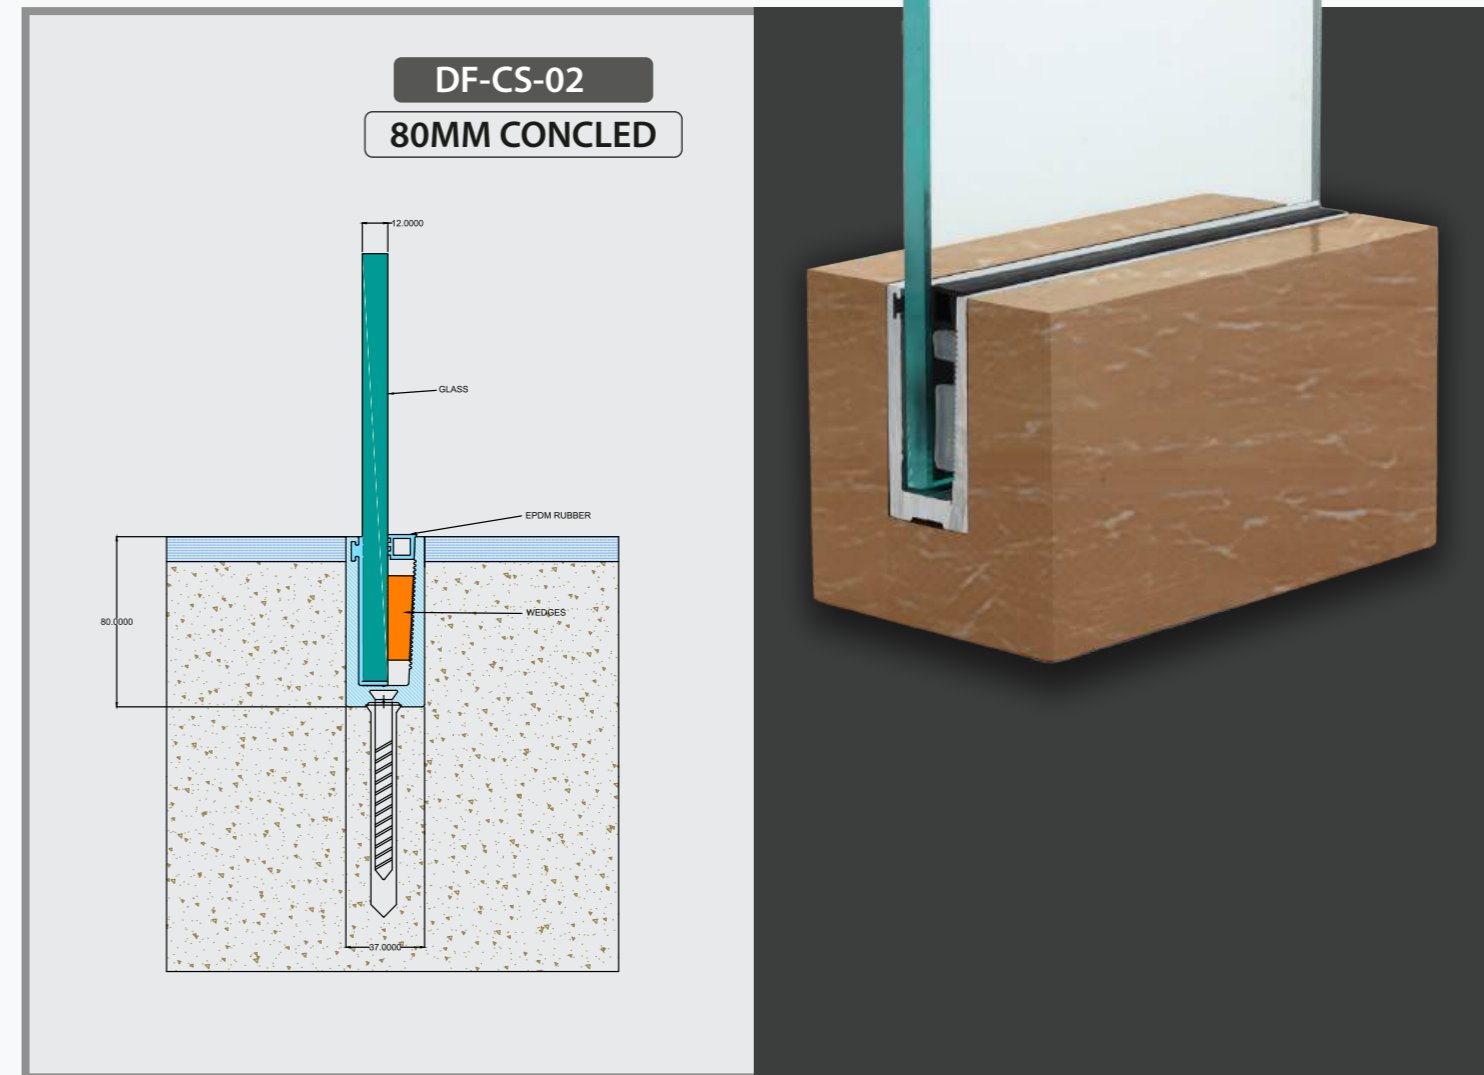 DF-CS-02
80MM CONCLED
12.0000
GLASS
EPDM RUBBER
WEDGES
80.0000
37.0000